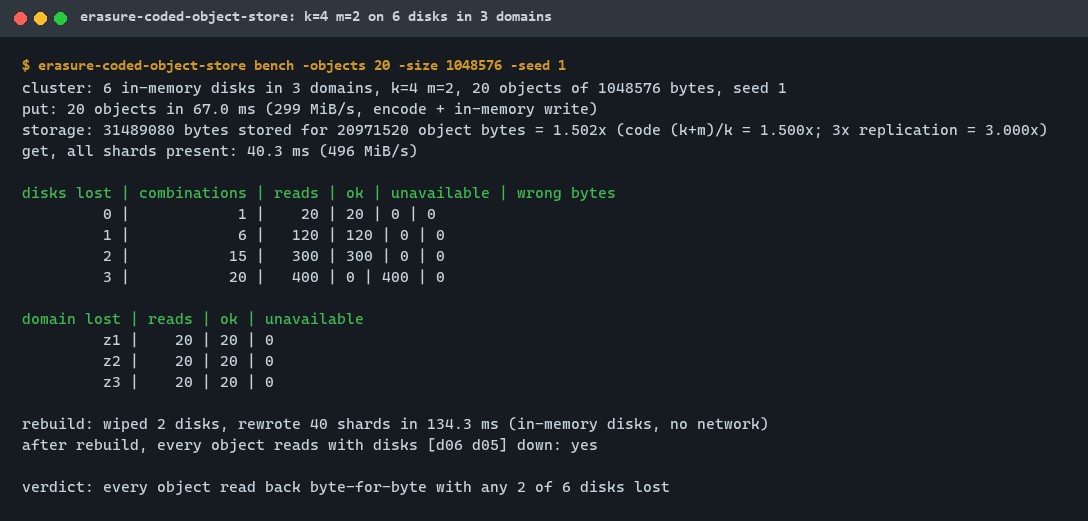 erasure-coded-object-store: k=4 m=2 on 6 disks in 3 domains
$ erasure-coded-object-store bench -objects 20 -size 1048576 -seed 1
cluster: 6 in-memory disks in 3 domains, k=4 m=2, 20 objects of 1048576 bytes, seed 1
put: 20 objects in 67.0 ms (299 MiB/s, encode + in-memory write)
storage: 31489080 bytes stored for 20971520 object bytes = 1.502x (code (k+m)/k = 1.500x; 3x replication = 3.000x)
get, all shards present: 40.3 ms (496 MiB/s)
disks lost | combinations | reads | ok | unavailable | wrong bytes
         0 |            1 |    20 | 20 | 0 | 0
         1 |            6 |   120 | 120 | 0 | 0
         2 |           15 |   300 | 300 | 0 | 0
         3 |           20 |   400 | 0 | 400 | 0
domain lost | reads | ok | unavailable
         z1 |    20 | 20 | 0
         z2 |    20 | 20 | 0
         z3 |    20 | 20 | 0
rebuild: wiped 2 disks, rewrote 40 shards in 134.3 ms (in-memory disks, no network)
after rebuild, every object reads with disks [d06 d05] down: yes
verdict: every object read back byte-for-byte with any 2 of 6 disks lost